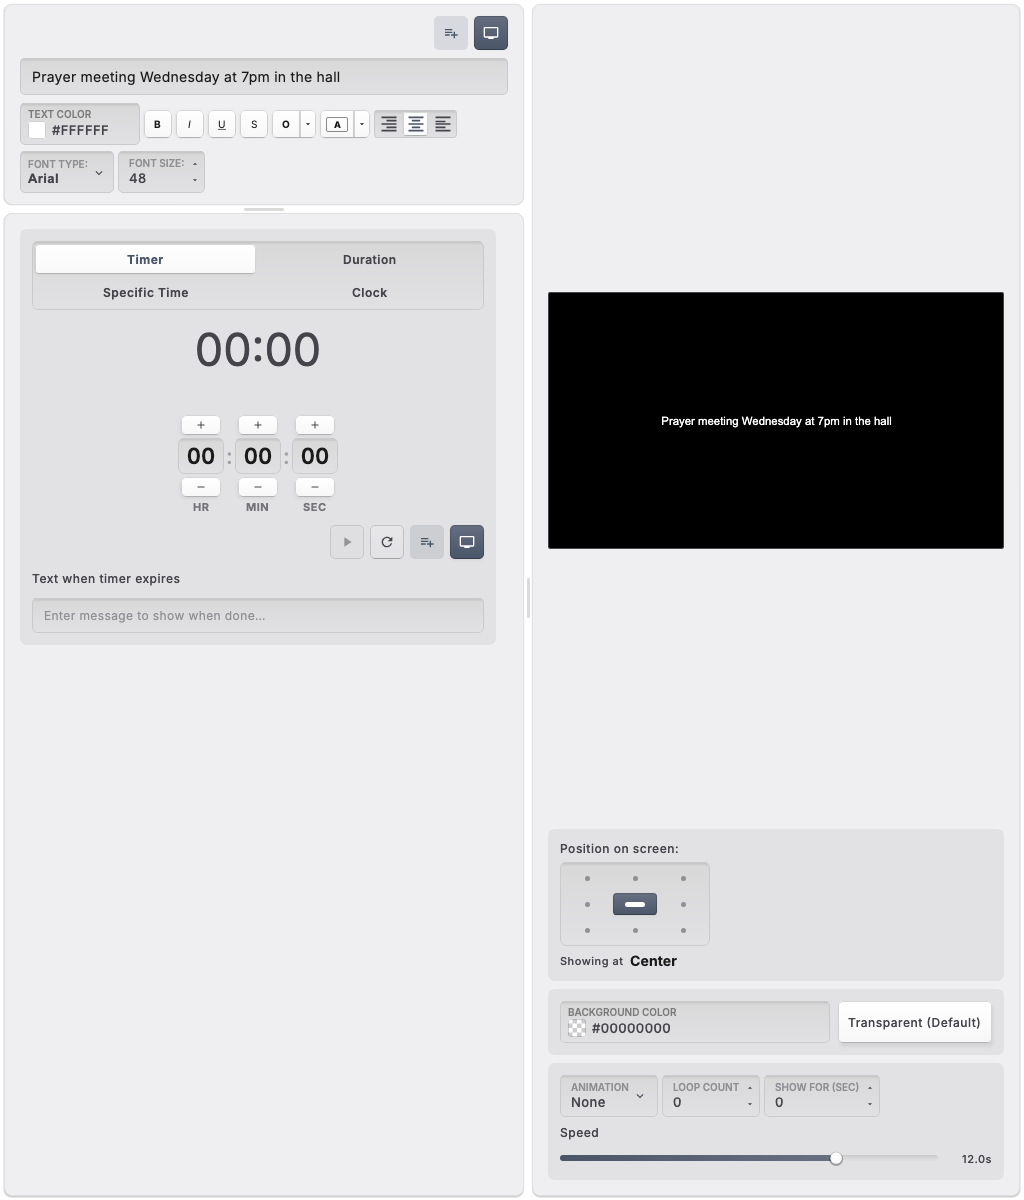 Prayer meeting Wednesday at 7pm in the hall
TEXT COLOR
#FFFFFF
B I U S O A
FONT TYPE:
Arial
FONT SIZE:
48
Timer
Duration
Specific Time
Clock
00:00
+ + +
00 : 00 : 00
− − −
HR MIN SEC
Text when timer expires
Enter message to show when done...
Prayer meeting Wednesday at 7pm in the hall
Position on screen:
Showing at Center
BACKGROUND COLOR
#00000000
Transparent (Default)
ANIMATION
None
LOOP COUNT
0
SHOW FOR (SEC)
0
Speed
12.0s